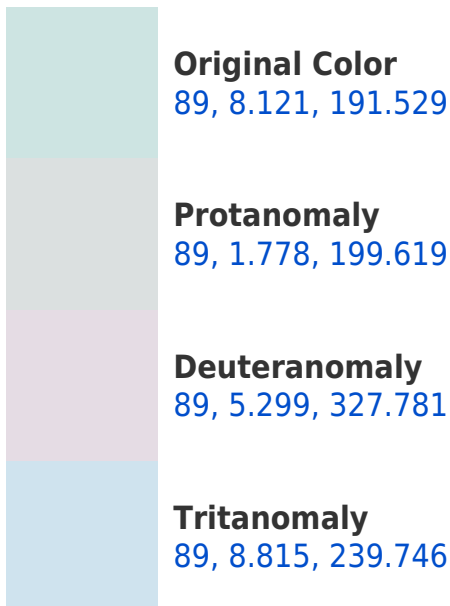 Original Color
89, 8.121, 191.529
Protanomaly
89, 1.778, 199.619
Deuteranomaly
89, 5.299, 327.781
Tritanomaly
89, 8.815, 239.746